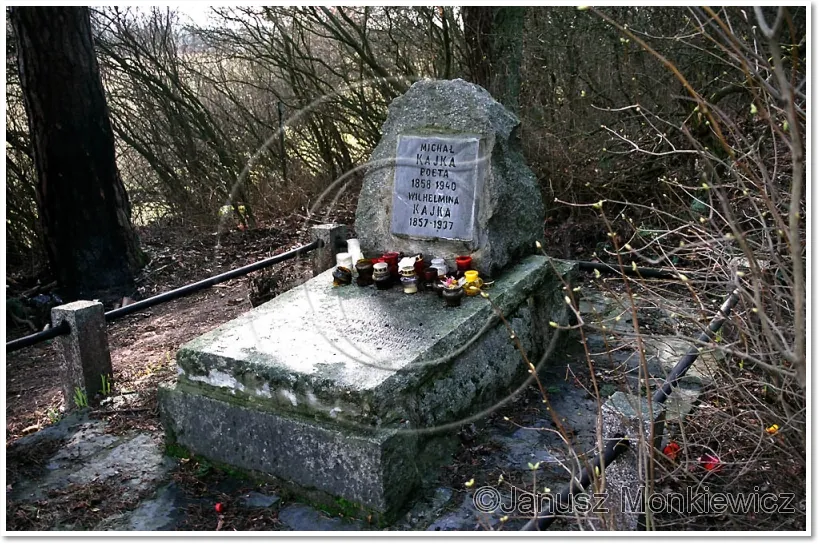 MICHAŁ
KAJKA
POETA
1858 1940
WILHELMINA
KAJKA
1857-1937
©Janusz Monkiewicz